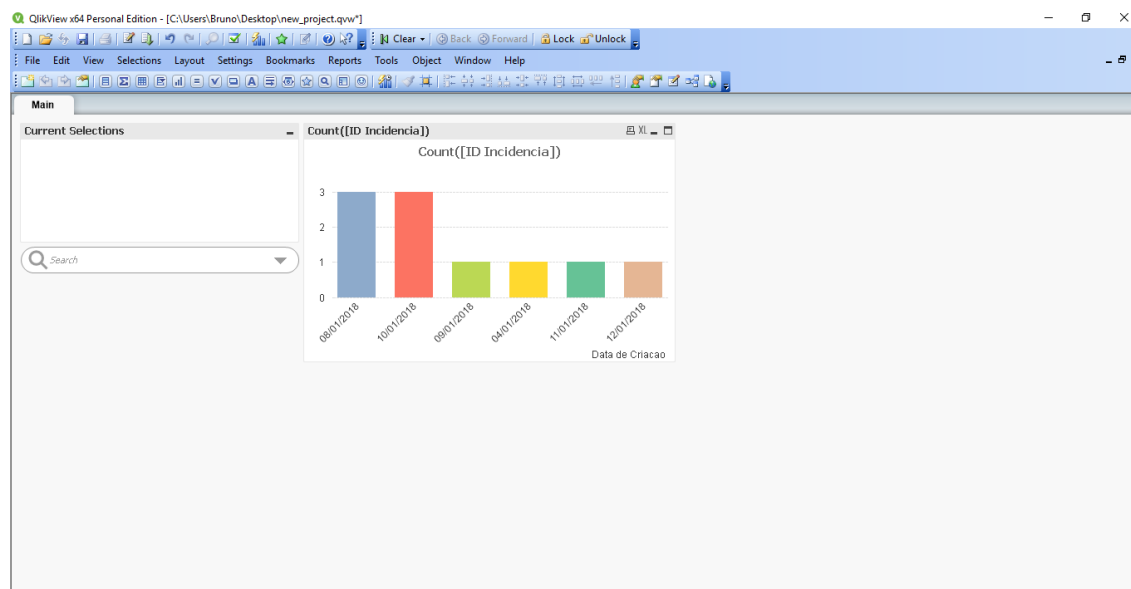 QlikView x64 Personal Edition - [C:\Users\Bruno\Desktop\new_project.qvw*]
Clear Back Forward Lock Unlock
File Edit View Selections Layout Settings Bookmarks Reports Tools Object Window Help
Main
Current Selections
Search
Count([ID Incidencia]) XL
Count([ID Incidencia])
3
2
1
0
08/01/2018 10/01/2018 09/01/2018 04/01/2018 11/01/2018 12/01/2018
Data de Criacao